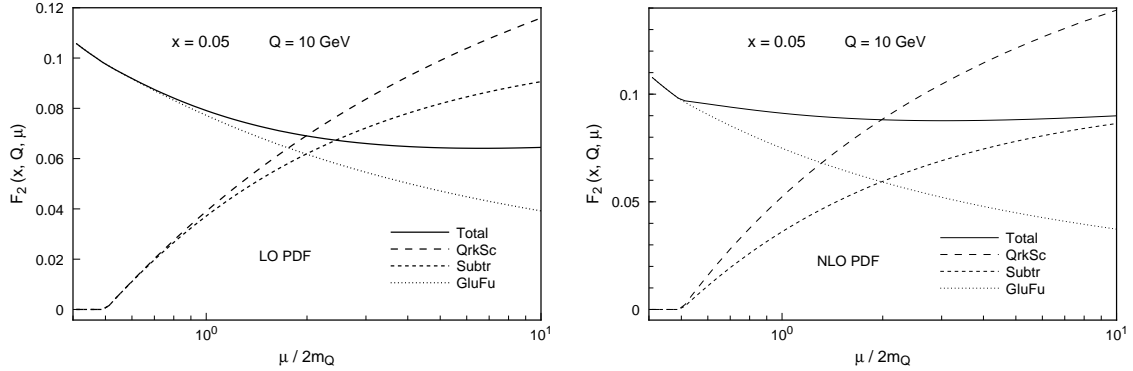 0.12
0.1
0.08
0.06
0.04
0.02
0
F2 (x, Q, μ)
x = 0.05 Q = 10 GeV
LO PDF
Total
QrkSc
Subtr
GluFu
10^0 10^1
μ / 2mQ
0.1
0.05
0
F2 (x, Q, μ)
x = 0.05 Q = 10 GeV
NLO PDF
Total
QrkSc
Subtr
GluFu
10^0 10^1
μ / 2mQ